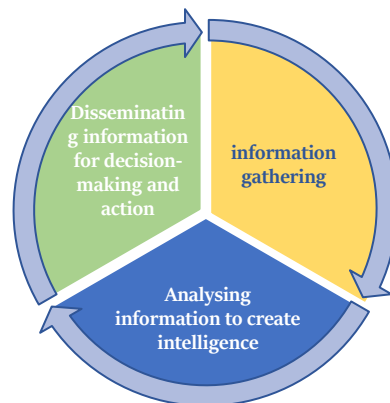 Disseminatin
g information
for decision-
making and
action
information
gathering
Analysing
information to create
intelligence